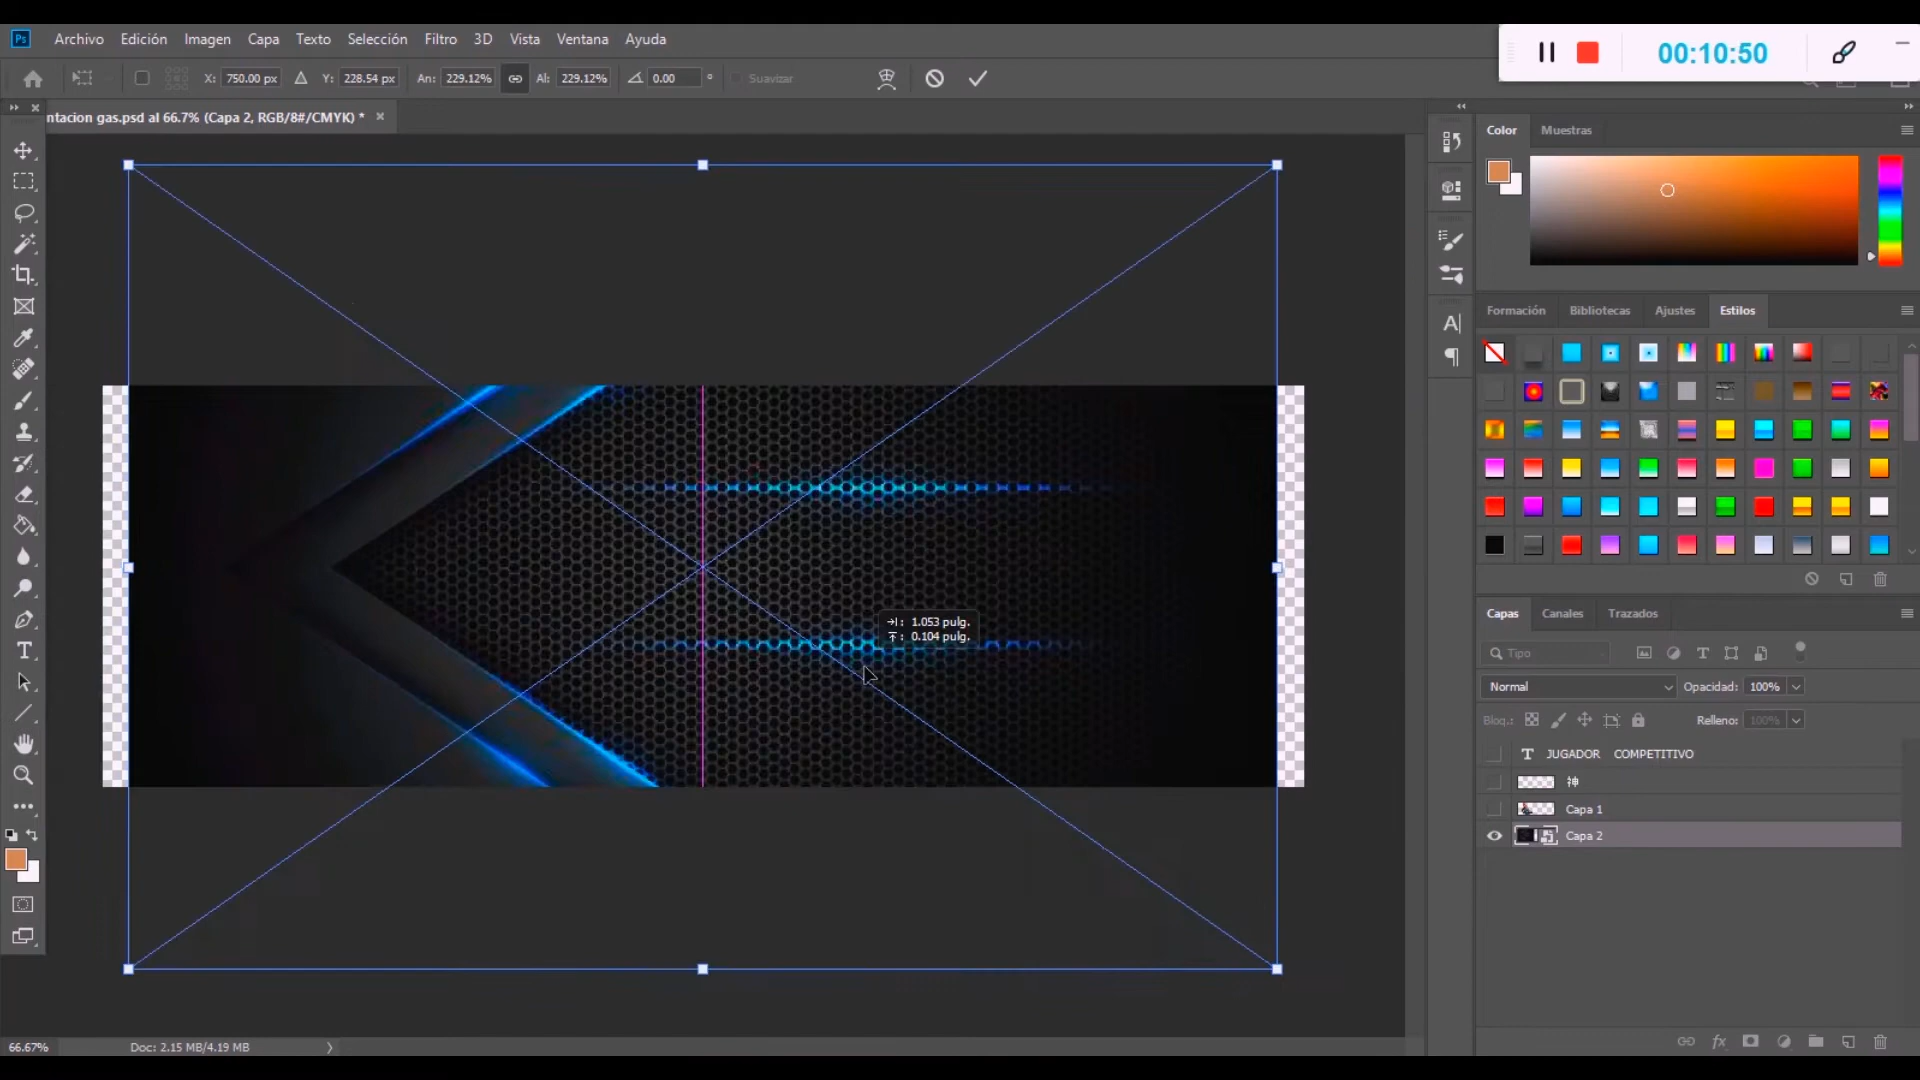 Ps Archivo Edición Imagen Capa Texto Selección Filtro 3D Vista Ventana Ayuda
00:10:50
X: 750.00 px Y: 228.54 px An: 229.12% Al: 229.12% 0.00 ° Suavizar
ntacion gas.psd al 66.7% (Capa 2, RGB/8#/CMYK) *
Color Muestras
Formación Bibliotecas Ajustes Estilos
1.053 pulg.
0.104 pulg.
Capas Canales Trazados
Tipo
Normal Opacidad: 100%
Bloq.: Relleno: 100%
T JUGADOR COMPETITIVO
神
Capa 1
Capa 2
fx
66.67% Doc: 2.15 MB/4.19 MB